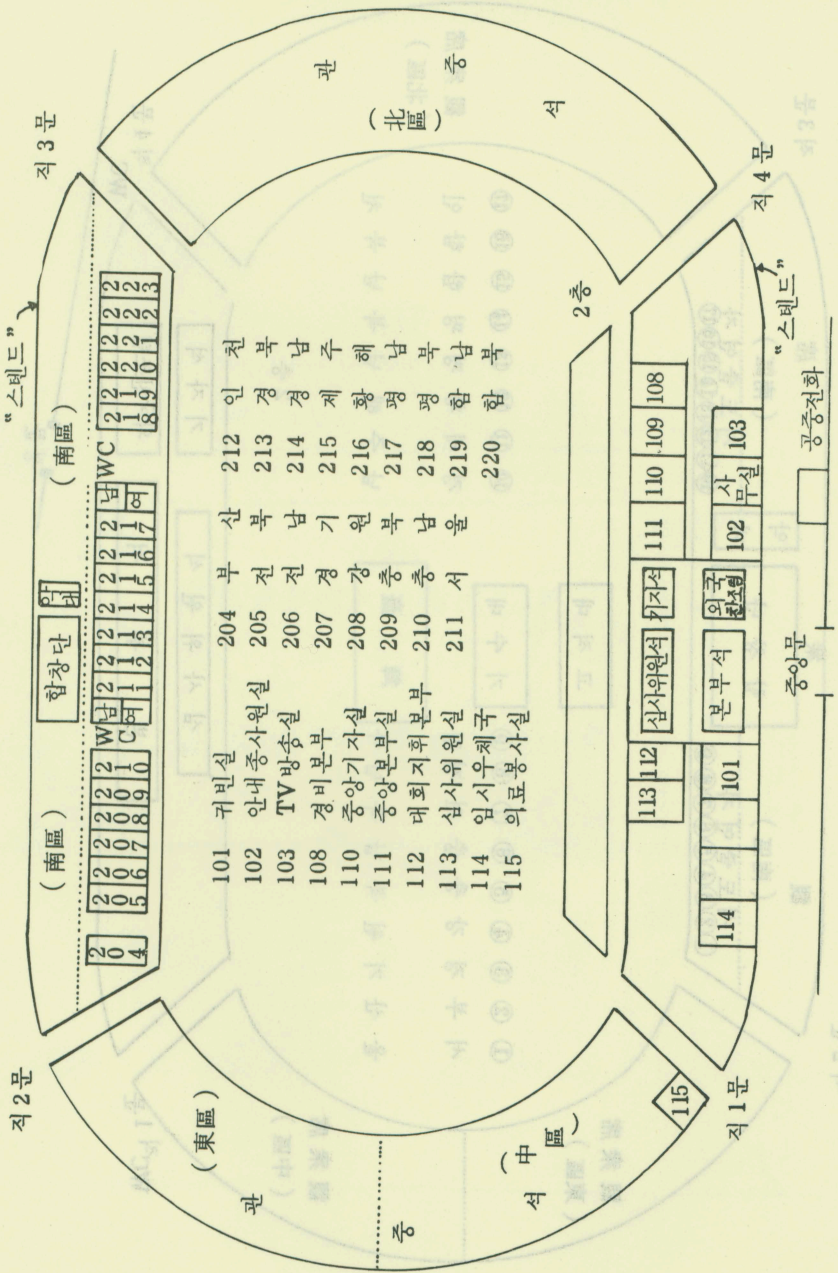 "스텐드"
직 2 문
직 3 문
(南區)
합창단
악대
(南區)
204
205
206
207
208
209
210
WC
남
여
211
212
213
214
215
216
217
남
여
WC
218
219
220
221
222
223
101 귀빈실
102 안내종사원실
103 TV방송실
108 경비본부
110 중앙기자실
111 중앙본부실
112 대회지휘본부
113 심사위원실
114 임시우체국
115 의료봉사실
204 부산
205 전북
206 전남
207 경기
208 강원
209 충북
210 충남
211 서울
212 인천
213 경북
214 경남
215 제주
216 황해
217 평남
218 평북
219 함남
220 함북
(東區)
(中區)
관 중 석
(北區)
관 중 석
2층
113
112
심사위원석
기자석
111
110
109
108
114
101
본부석
외국
102
사무실
103
115
직 1 문
직 4 문
"스텐드"
중앙문
공중전화